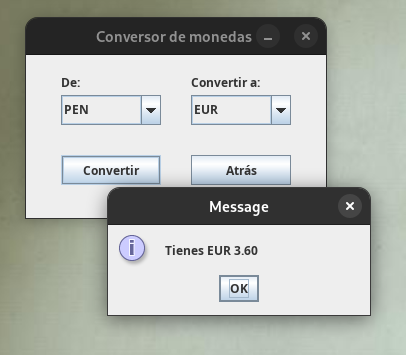 Conversor de monedas
De:
Convertir a:
PEN
EUR
Convertir
Atrás
Message
Tienes EUR 3.60
OK